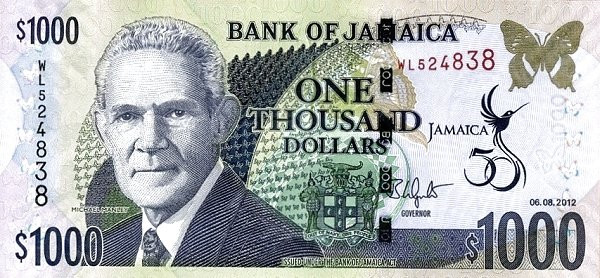 $1000
BANK OF JAMAICA
WL524838
WL524838
ONE
THOUSAND
DOLLARS
JAMAICA
50
MICHAEL MANLEY
GOVERNOR
06.08.2012
$1000
ISSUED UNDER THE BANK OF JAMAICA ACT
$1000